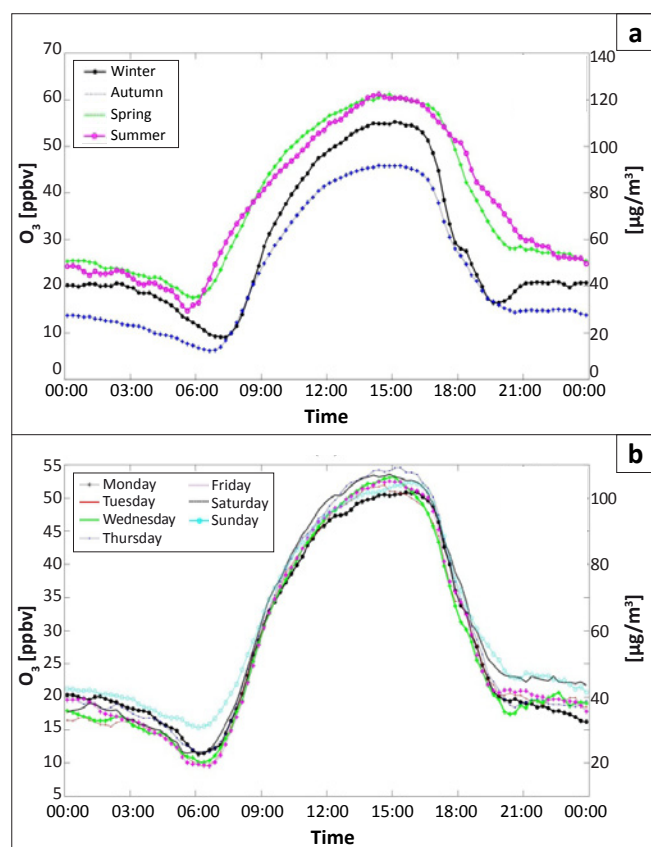 a
70
60
50
40
30
20
10
0
O₃ [ppbv]
Winter
Autumn
Spring
Summer
140
120
100
80
60
40
20
0
[µg/m³]
00:00 03:00 06:00 09:00 12:00 15:00 18:00 21:00 00:00
Time
b
55
50
45
40
35
30
25
20
15
10
5
O₃ [ppbv]
Monday Friday
Tuesday Saturday
Wednesday Sunday
Thursday
100
80
60
40
20
[µg/m³]
00:00 03:00 06:00 09:00 12:00 15:00 18:00 21:00 00:00
Time